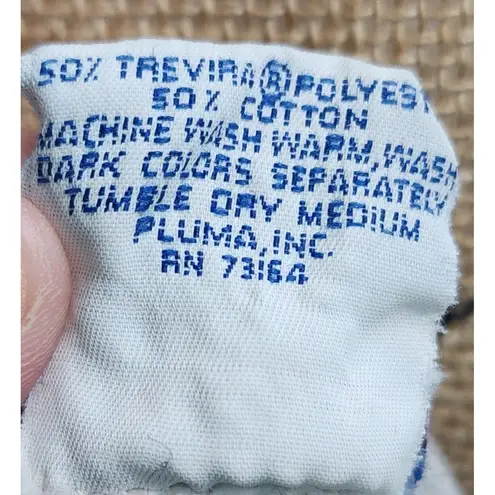 50% TREVIRA® POLYEST
50% COTTON
MACHINE WASH WARM, WASH
DARK COLORS SEPARATELY
TUMBLE DRY MEDIUM
PLUMA, INC.
RN 73164